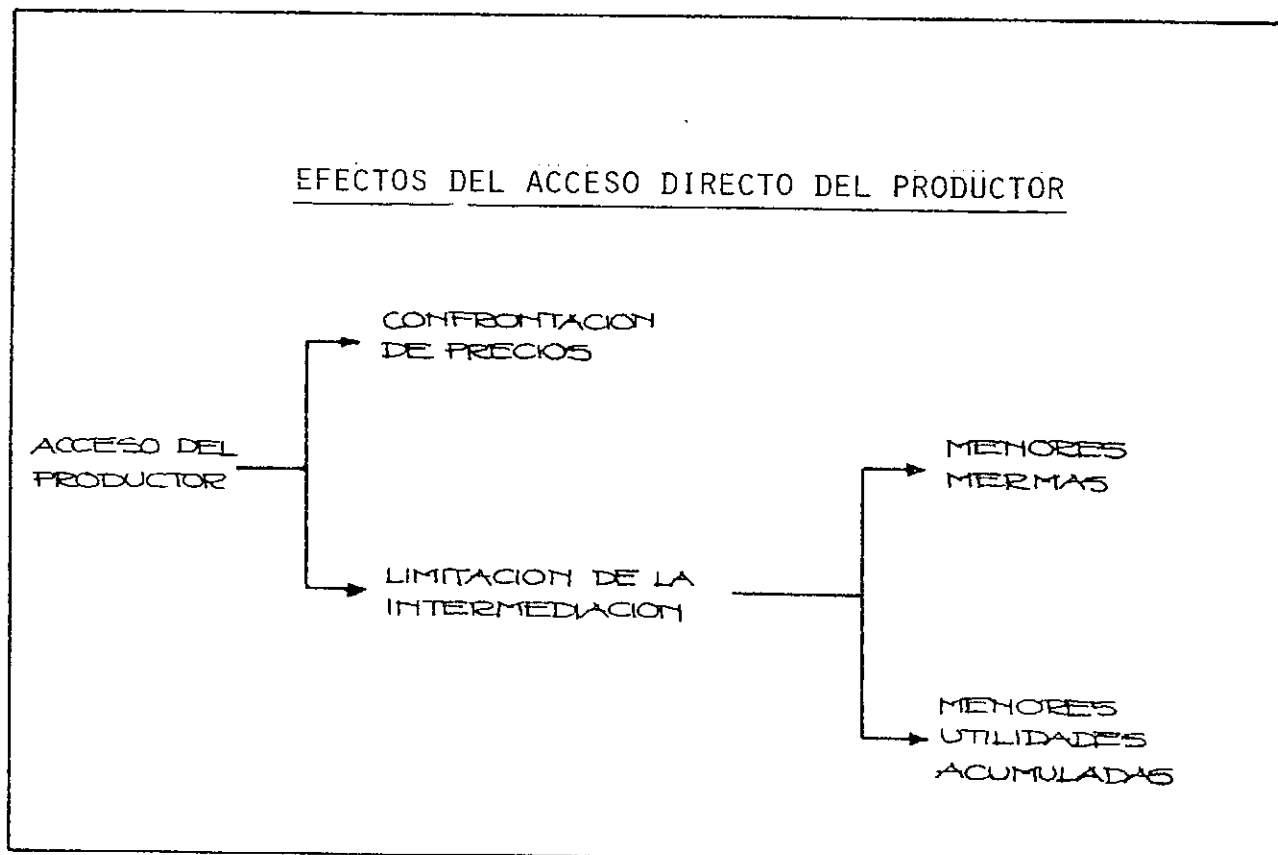 EFECTOS DEL ACCESO DIRECTO DEL PRODUCTOR
CONFRONTACION
DE PRECIOS
ACCESO DEL
PRODUCTOR
MENORES
MERMAS
LIMITACION DE LA
INTERMEDIACION
MENORES
UTILIDADES
ACUMULADAS